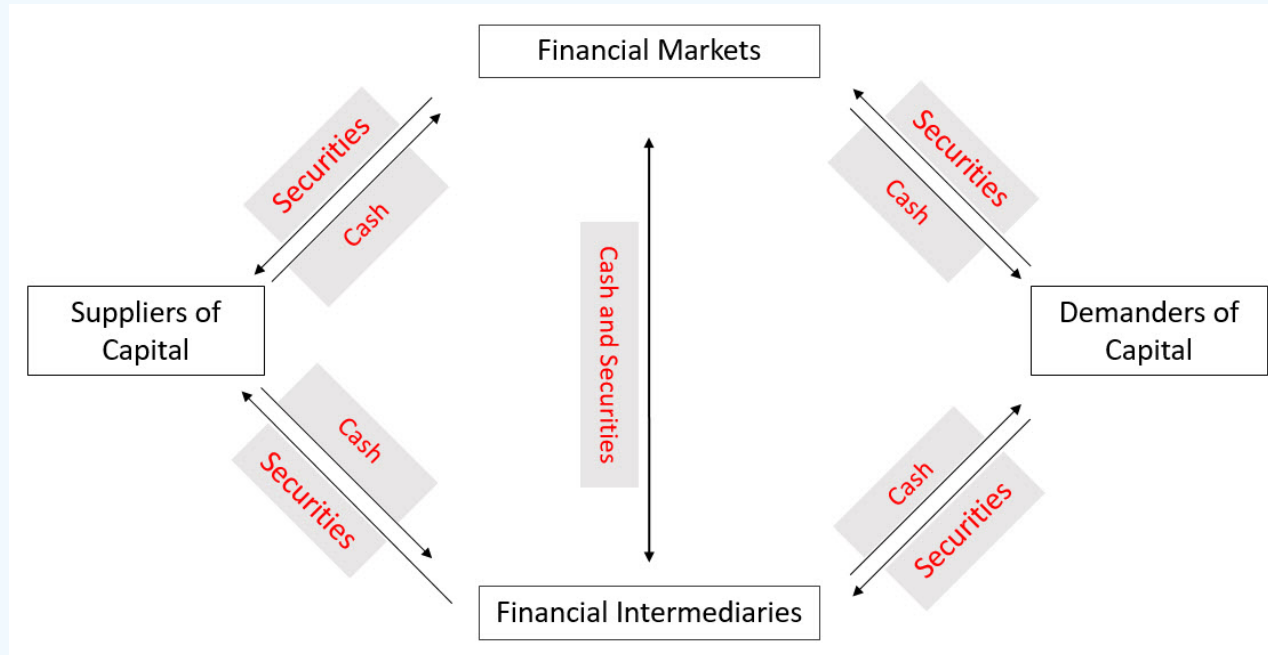 Financial Markets
Securities
Cash
Securities
Cash
Cash and Securities
Suppliers of
Capital
Demanders of
Capital
Cash
Securities
Cash
Securities
Financial Intermediaries